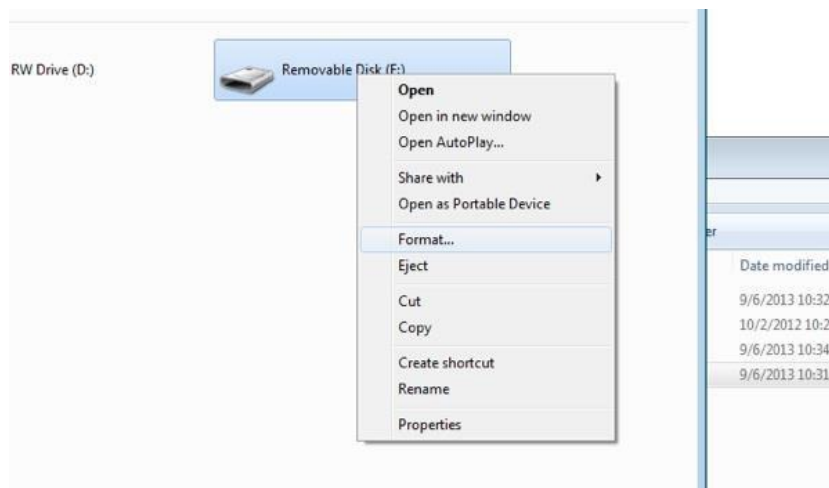 RW Drive (D:)
Removable Disk (F:)
Open
Open in new window
Open AutoPlay...
Share with
Open as Portable Device
Format...
Eject
Cut
Copy
Create shortcut
Rename
Properties
er
Date modified
9/6/2013 10:32
10/2/2012 10:2
9/6/2013 10:34
9/6/2013 10:31